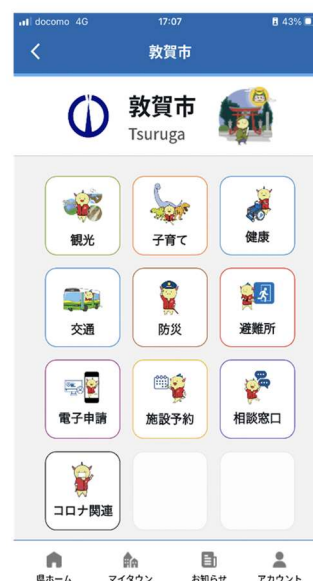 docomo 4G 17:07 43%
敦賀市
敦賀市
Tsuruga
観光 子育て 健康
交通 防災 避難所
電子申請 施設予約 相談窓口
コロナ関連
県ホーム マイタウン お知らせ アカウント